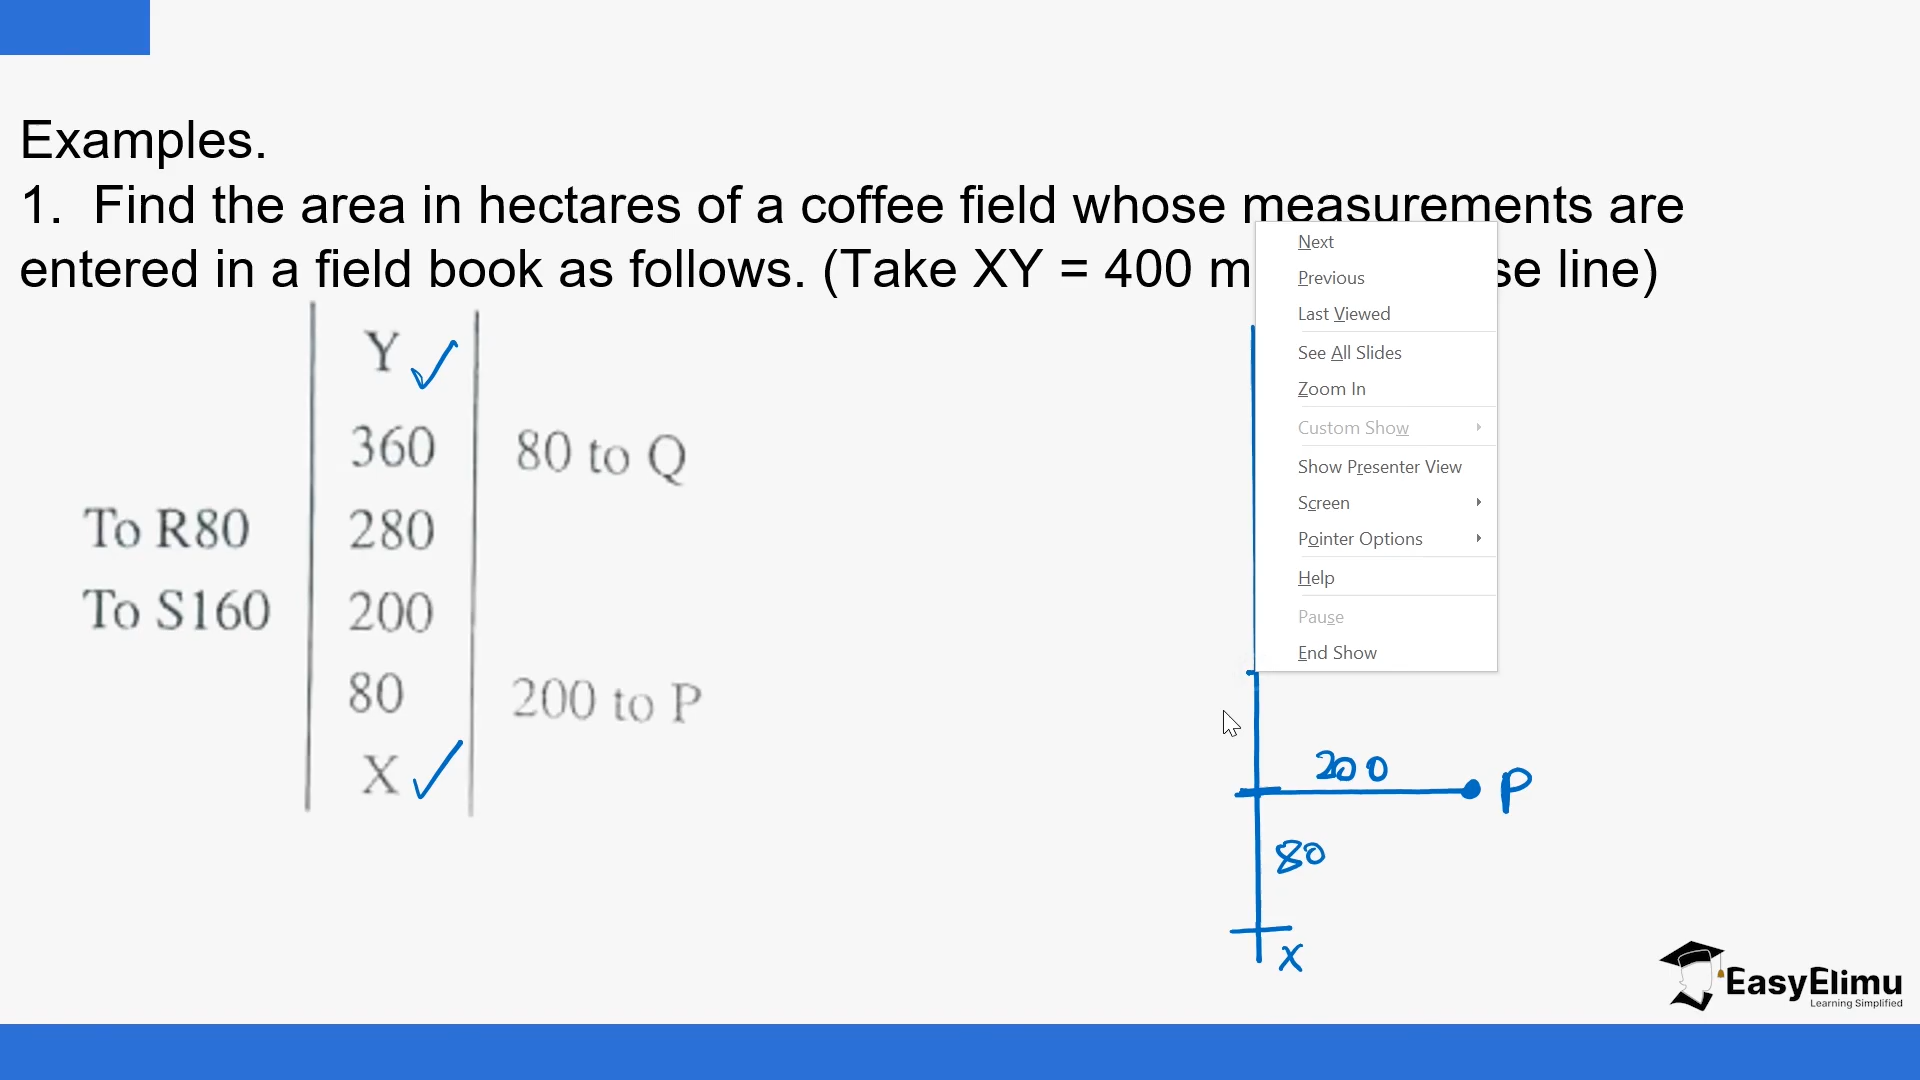 Examples.
1. Find the area in hectares of a coffee field whose measurements are
entered in a field book as follows. (Take XY = 400 m se line)
Y
360 80 to Q
To R80 280
To S160 200
80 200 to P
X
Next
Previous
Last Viewed
See All Slides
Zoom In
Custom Show
Show Presenter View
Screen
Pointer Options
Help
Pause
End Show
200
P
80
X
EasyElimu
Learning Simplified